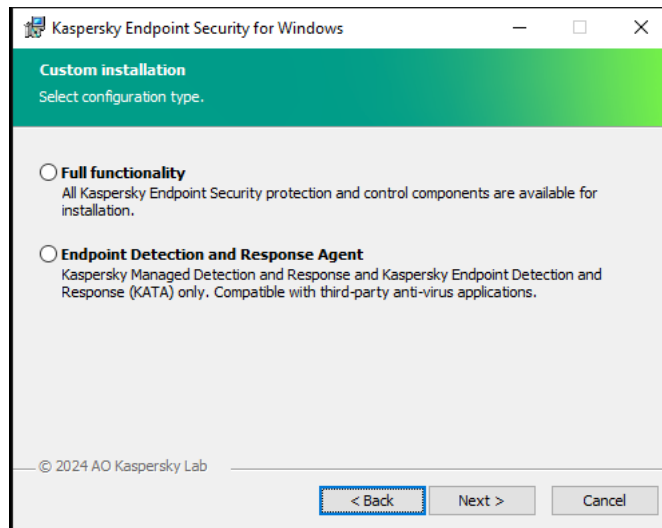 Kaspersky Endpoint Security for Windows
Custom installation
Select configuration type.
Full functionality
All Kaspersky Endpoint Security protection and control components are available for
installation.
Endpoint Detection and Response Agent
Kaspersky Managed Detection and Response and Kaspersky Endpoint Detection and
Response (KATA) only. Compatible with third-party anti-virus applications.
© 2024 AO Kaspersky Lab
< Back
Next >
Cancel